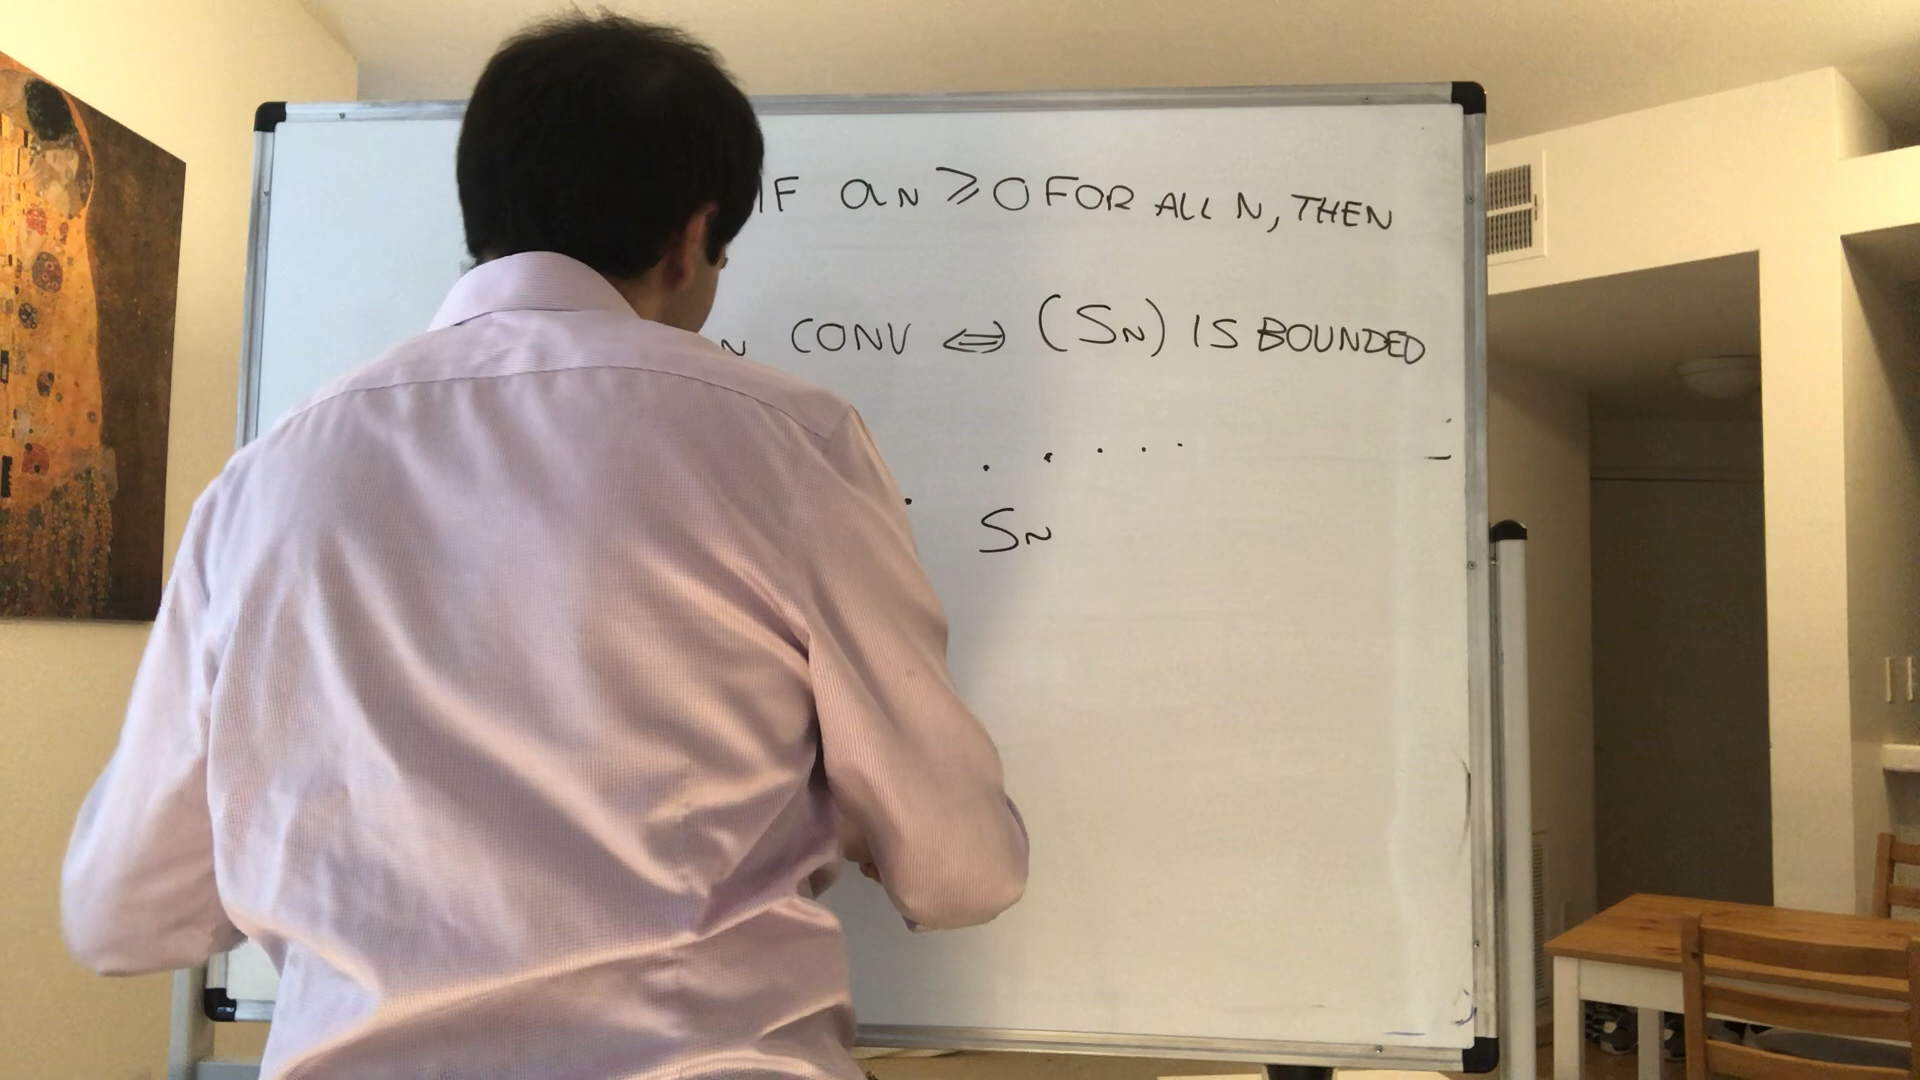 IF aN ⩾ 0 FOR ALL N, THEN
N CONV ⇔ (SN) IS BOUNDED
SN